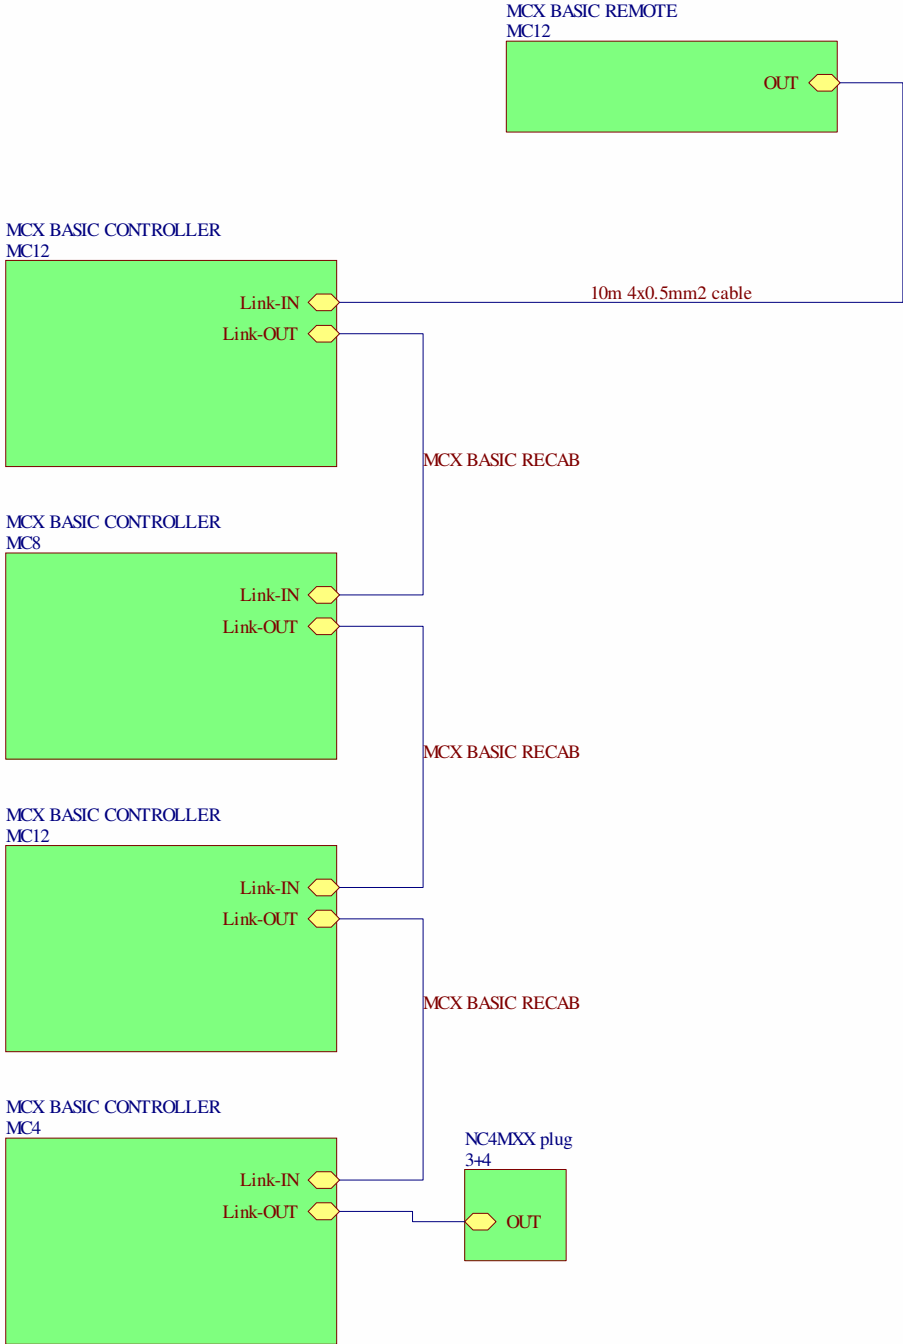 MCX BASIC REMOTE
MC12
OUT
MCX BASIC CONTROLLER
MC12
Link-IN
10m 4x0.5mm2 cable
Link-OUT
MCX BASIC RECAB
MCX BASIC CONTROLLER
MC8
Link-IN
Link-OUT
MCX BASIC RECAB
MCX BASIC CONTROLLER
MC12
Link-IN
Link-OUT
MCX BASIC RECAB
MCX BASIC CONTROLLER
MC4
NC4MXX plug
3+4
Link-IN
Link-OUT
OUT